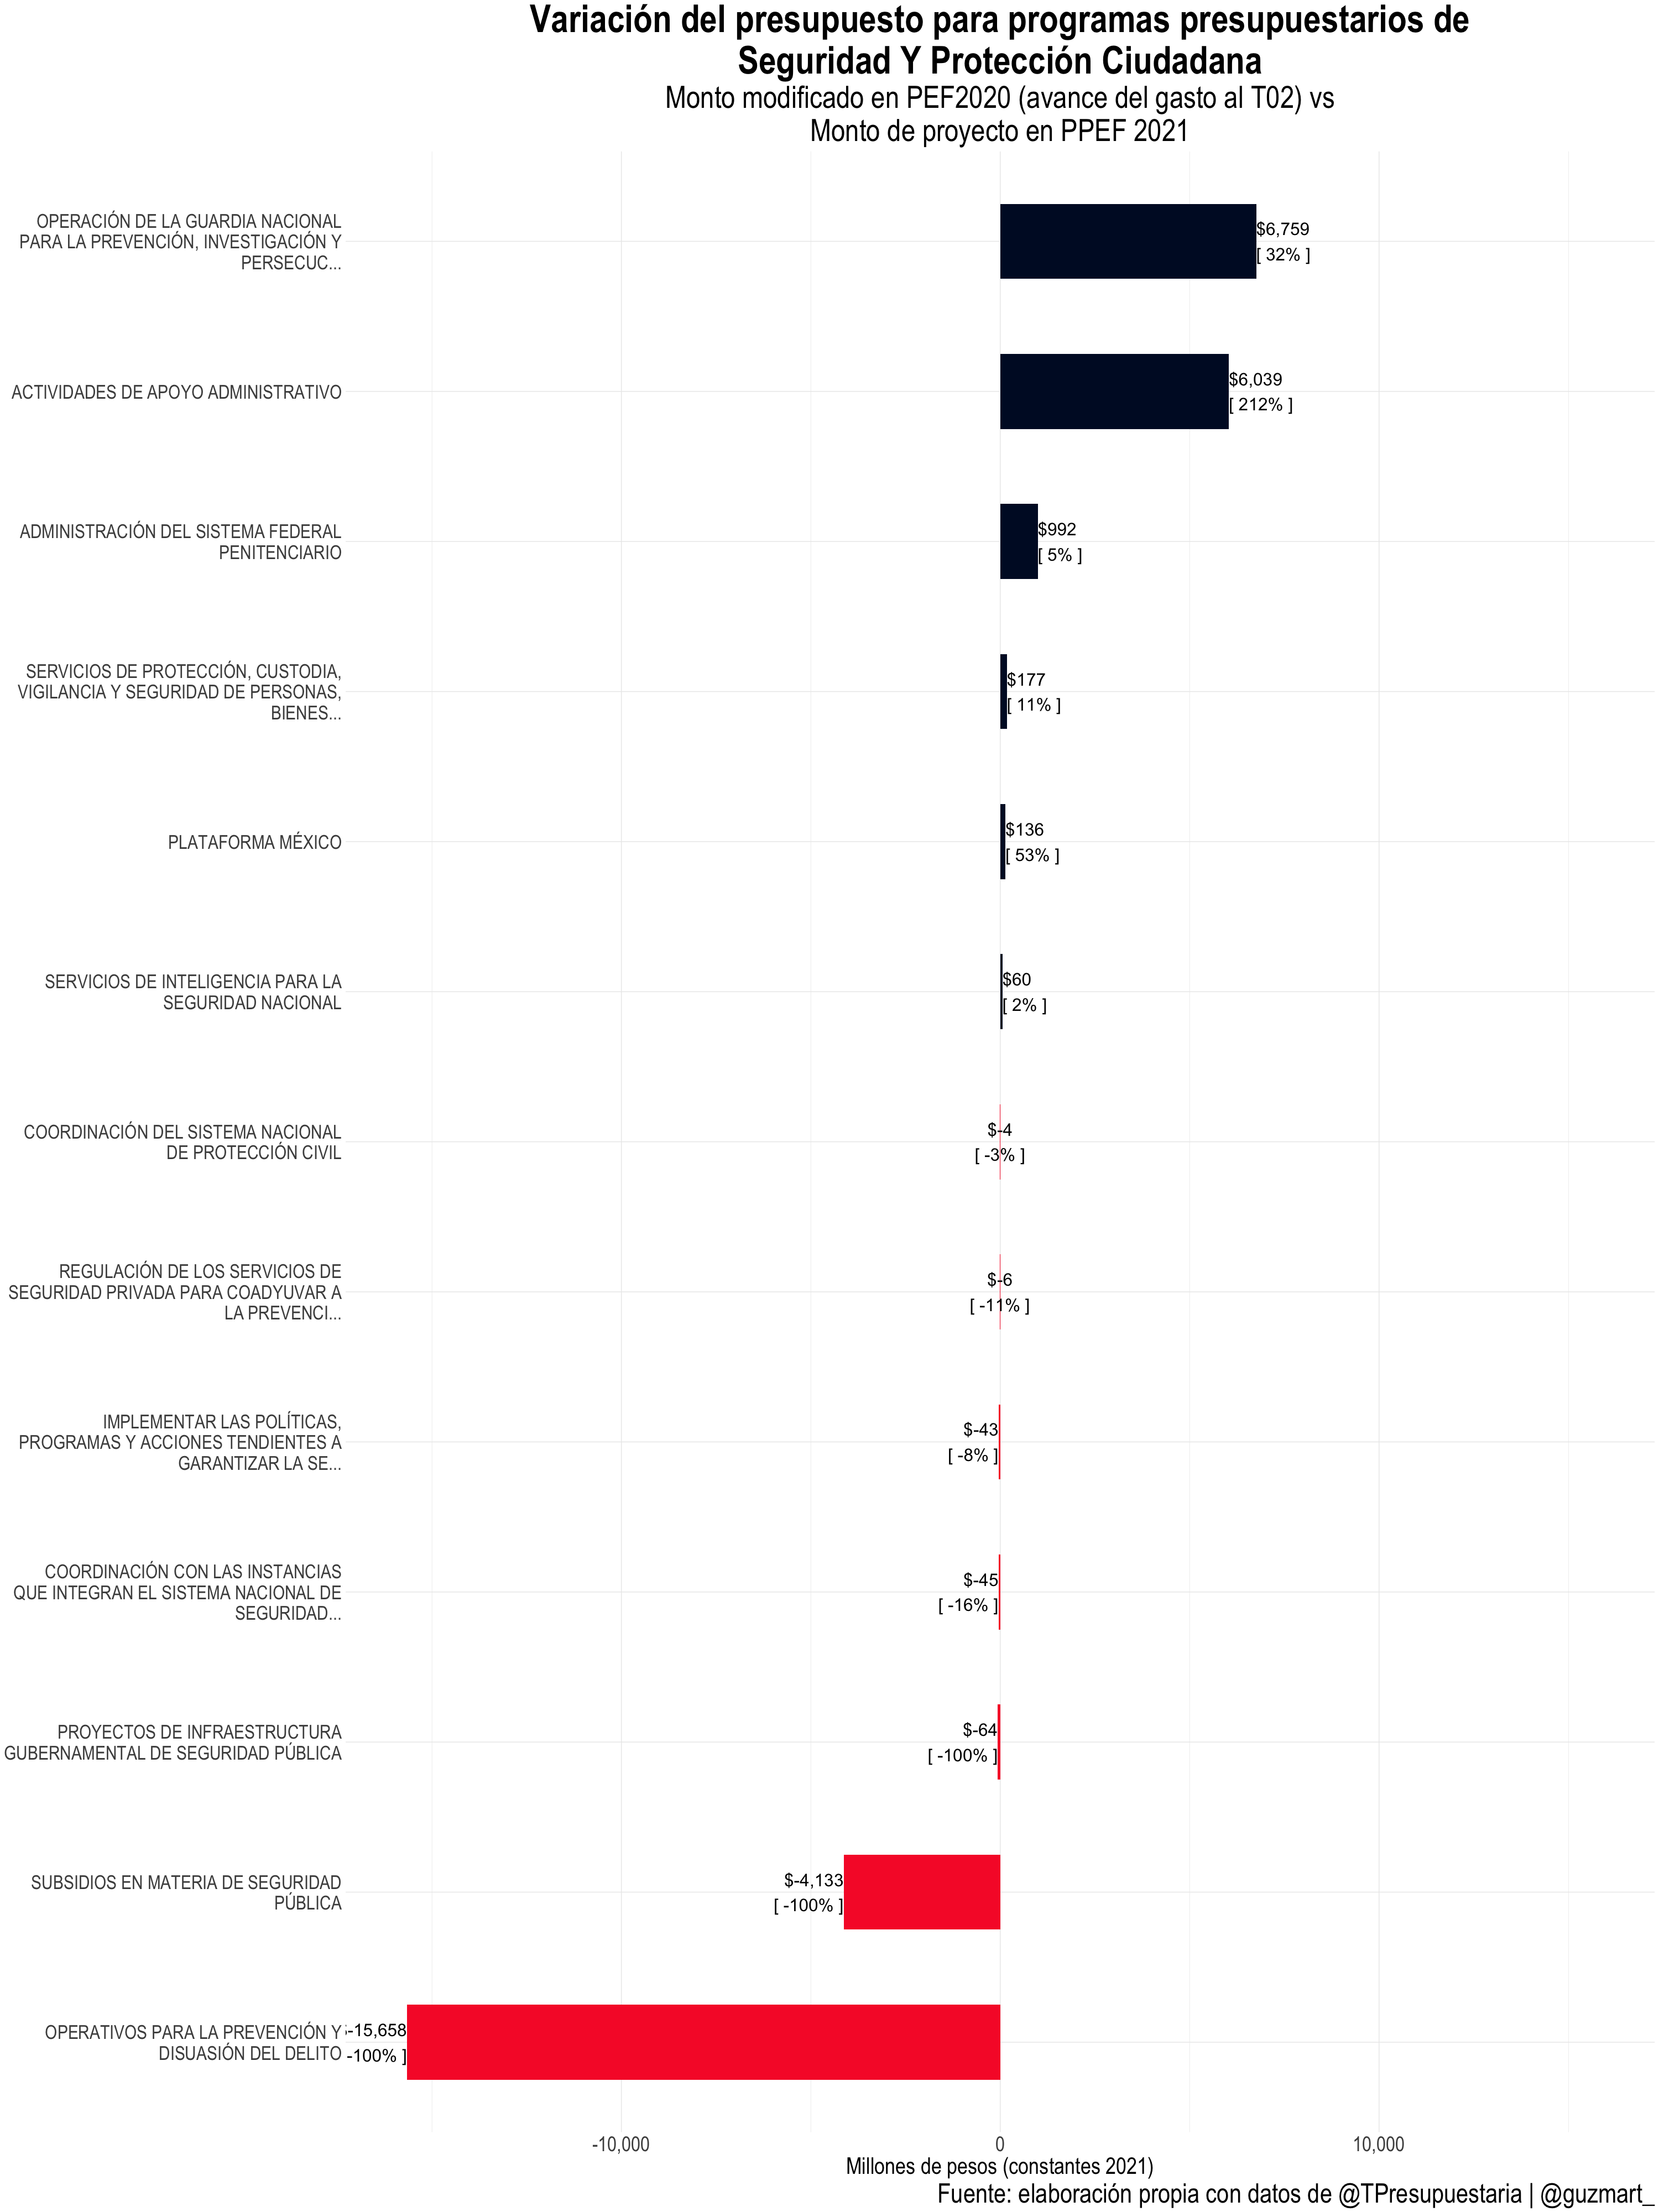 Variación del presupuesto para programas presupuestarios de
Seguridad Y Protección Ciudadana
Monto modificado en PEF2020 (avance del gasto al T02) vs
Monto de proyecto en PPEF 2021
OPERACIÓN DE LA GUARDIA NACIONAL
PARA LA PREVENCIÓN, INVESTIGACIÓN Y
PERSECUC...
$6,759
[ 32% ]
ACTIVIDADES DE APOYO ADMINISTRATIVO
$6,039
[ 212% ]
ADMINISTRACIÓN DEL SISTEMA FEDERAL
PENITENCIARIO
$992
[ 5% ]
SERVICIOS DE PROTECCIÓN, CUSTODIA,
VIGILANCIA Y SEGURIDAD DE PERSONAS,
BIENES...
$177
[ 11% ]
PLATAFORMA MÉXICO
$136
[ 53% ]
SERVICIOS DE INTELIGENCIA PARA LA
SEGURIDAD NACIONAL
$60
[ 2% ]
COORDINACIÓN DEL SISTEMA NACIONAL
DE PROTECCIÓN CIVIL
$-4
[ -3% ]
REGULACIÓN DE LOS SERVICIOS DE
SEGURIDAD PRIVADA PARA COADYUVAR A
LA PREVENCI...
$-6
[ -11% ]
IMPLEMENTAR LAS POLÍTICAS,
PROGRAMAS Y ACCIONES TENDIENTES A
GARANTIZAR LA SE...
$-43
[ -8% ]
COORDINACIÓN CON LAS INSTANCIAS
QUE INTEGRAN EL SISTEMA NACIONAL DE
SEGURIDAD...
$-45
[ -16% ]
PROYECTOS DE INFRAESTRUCTURA
GUBERNAMENTAL DE SEGURIDAD PÚBLICA
$-64
[ -100% ]
SUBSIDIOS EN MATERIA DE SEGURIDAD
PÚBLICA
$-4,133
[ -100% ]
OPERATIVOS PARA LA PREVENCIÓN Y
DISUASIÓN DEL DELITO
-15,658
-100% ]
-10,000
0
10,000
Millones de pesos (constantes 2021)
Fuente: elaboración propia con datos de @TPresupuestaria | @guzmart_